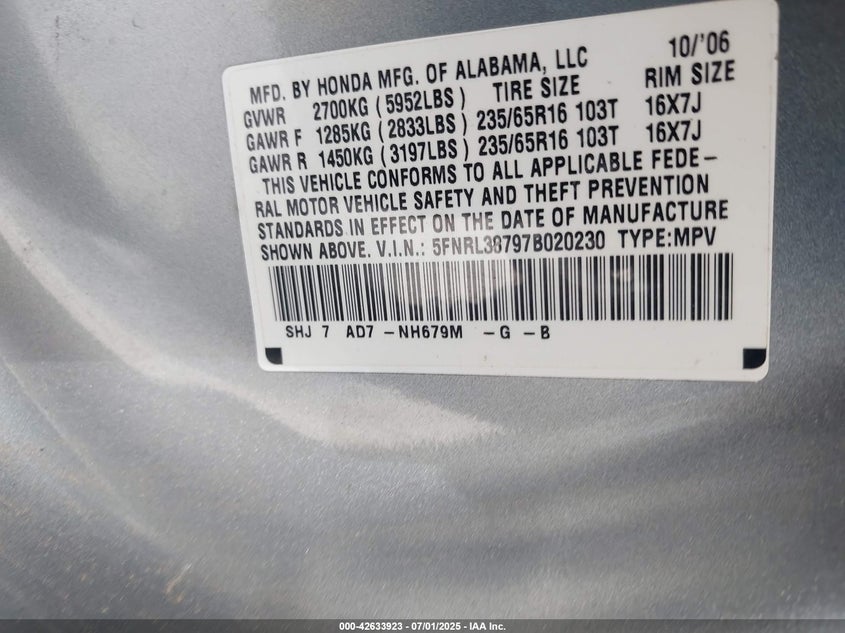 MFD. BY HONDA MFG. OF ALABAMA, LLC 10/'06
GVWR 2700KG ( 5952LBS ) TIRE SIZE RIM SIZE
GAWR F 1285KG ( 2833LBS ) 235/65R16 103T 16X7J
GAWR R 1450KG ( 3197LBS ) 235/65R16 103T 16X7J
THIS VEHICLE CONFORMS TO ALL APPLICABLE FEDE-
RAL MOTOR VEHICLE SAFETY AND THEFT PREVENTION
STANDARDS IN EFFECT ON THE DATE OF MANUFACTURE
SHOWN ABOVE. V.I.N.: 5FNRL38797B020230 TYPE:MPV
SHJ 7 AD7-NH679M -G -B
000-42633923 - 07/01/2025 - IAA Inc.